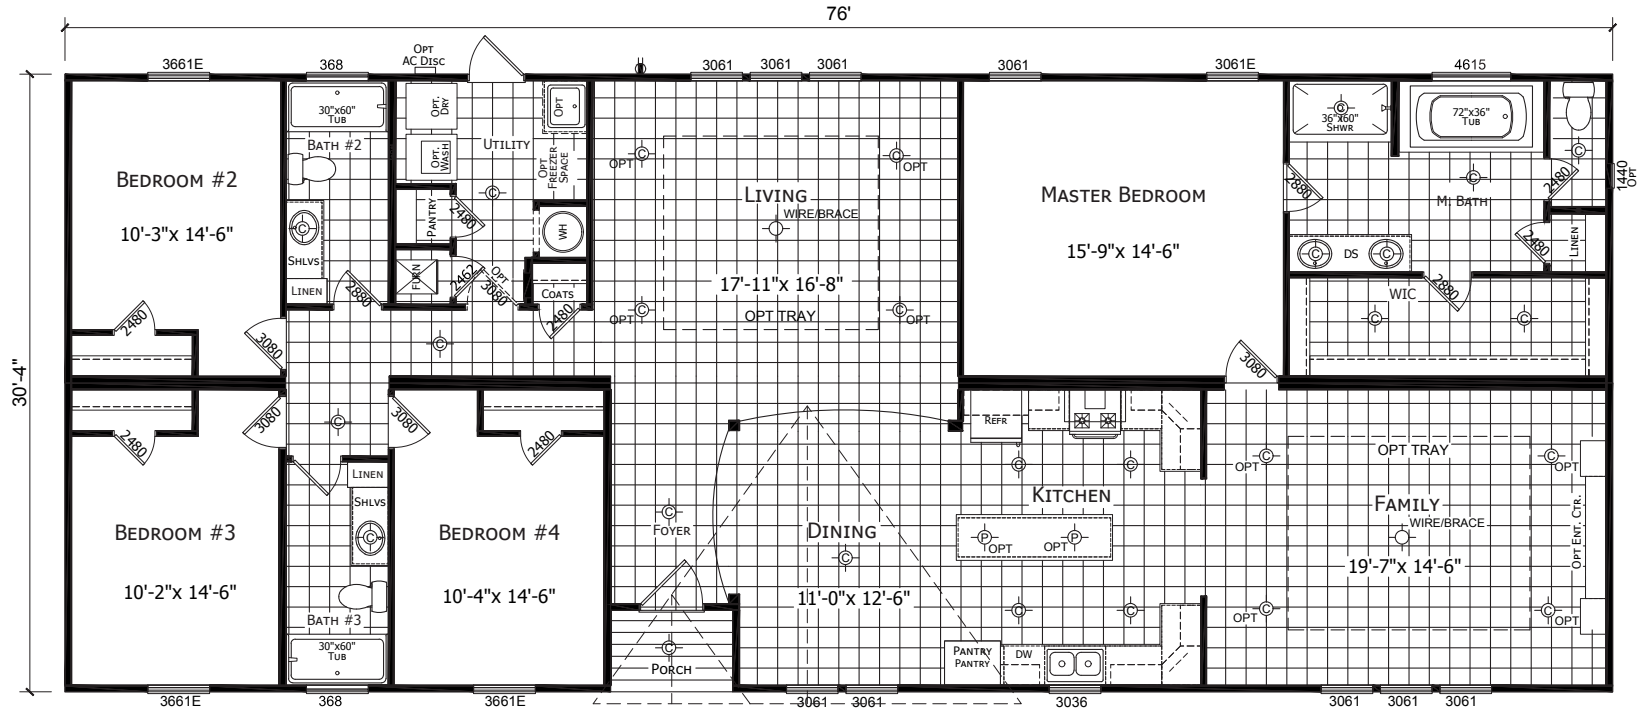 76'
3661E
368
OPT
AC DISC
3061
3061
3061
3061
3061E
4615
30"x60"
TUB
BATH #2
OPT. DRY
OPT. WASH
UTILITY
OPT
OPT
FREEZER
SPACE
36"x60"
SHWR
72"x36"
TUB
1440
OPT
BEDROOM #2
10'-3"x 14'-6"
OPT
C
C
OPT
LIVING
WIRE/BRACE
17'-11"x 16'-8"
OPT TRAY
OPT
C
C
OPT
MASTER BEDROOM
15'-9"x 14'-6"
2880
C
M. BATH
2480
C
2480
LINEN
C
DS
C
2880
WIC
C
C
C
C
SHLVS
LINEN
2880
C
PANTRY
2480
WH
FURN
2462
OPT
3080
COATS
2480
C
2480
3080
3080
30'-4"
2480
3080
C
3080
2480
REFR
LINEN
SHLVS
C
BEDROOM #3
10'-2"x 14'-6"
BEDROOM #4
10'-4"x 14'-6"
C
FOYER
DINING
C
11'-0"x 12'-6"
C
C
KITCHEN
P
OPT
OPT
P
C
C
OPT
C
OPT TRAY
C
OPT
FAMILY
WIRE/BRACE
19'-7"x 14'-6"
OPT ENT. CTR.
OPT
C
C
OPT
BATH #3
30"x60"
TUB
C
PORCH
PANTRY
PANTRY
DW
3661E
368
3661E
3061
3061
3036
3061
3061
3061